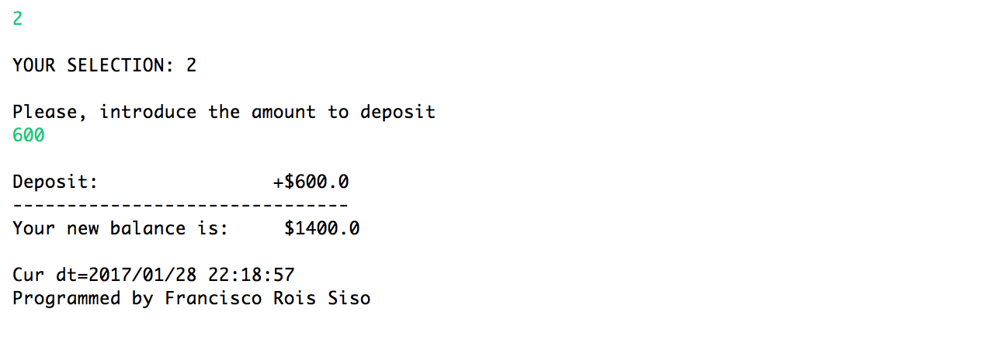 2
YOUR SELECTION: 2
Please, introduce the amount to deposit
600
Deposit:                +$600.0
-------------------------------
Your new balance is:     $1400.0
Cur dt=2017/01/28 22:18:57
Programmed by Francisco Rois Siso